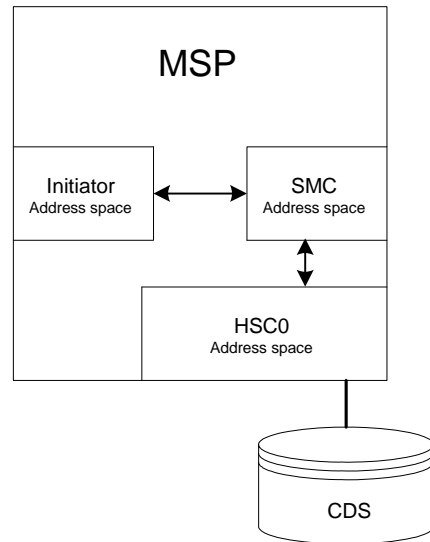 MSP
Initiator
Address space
SMC
Address space
HSC0
Address space
CDS